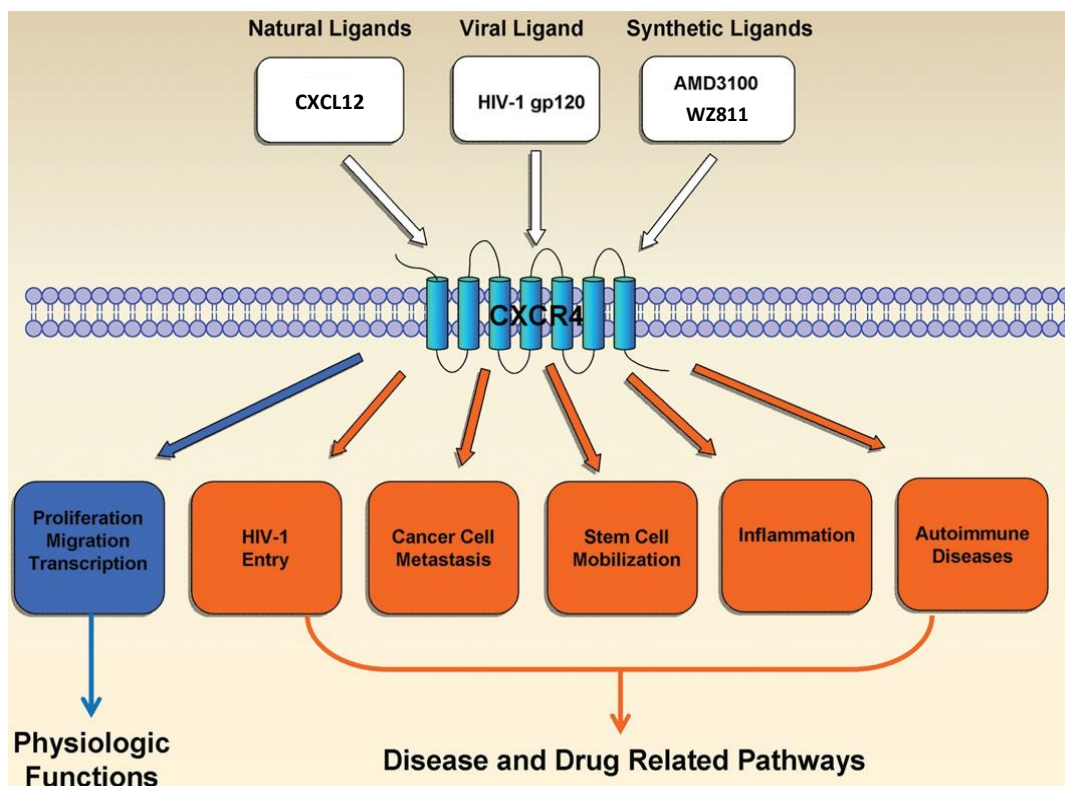 Natural Ligands
Viral Ligand
Synthetic Ligands
CXCL12
HIV-1 gp120
AMD3100
WZ811
CXCR4
Proliferation
Migration
Transcription
HIV-1
Entry
Cancer Cell
Metastasis
Stem Cell
Mobilization
Inflammation
Autoimmune
Diseases
Physiologic
Functions
Disease and Drug Related Pathways